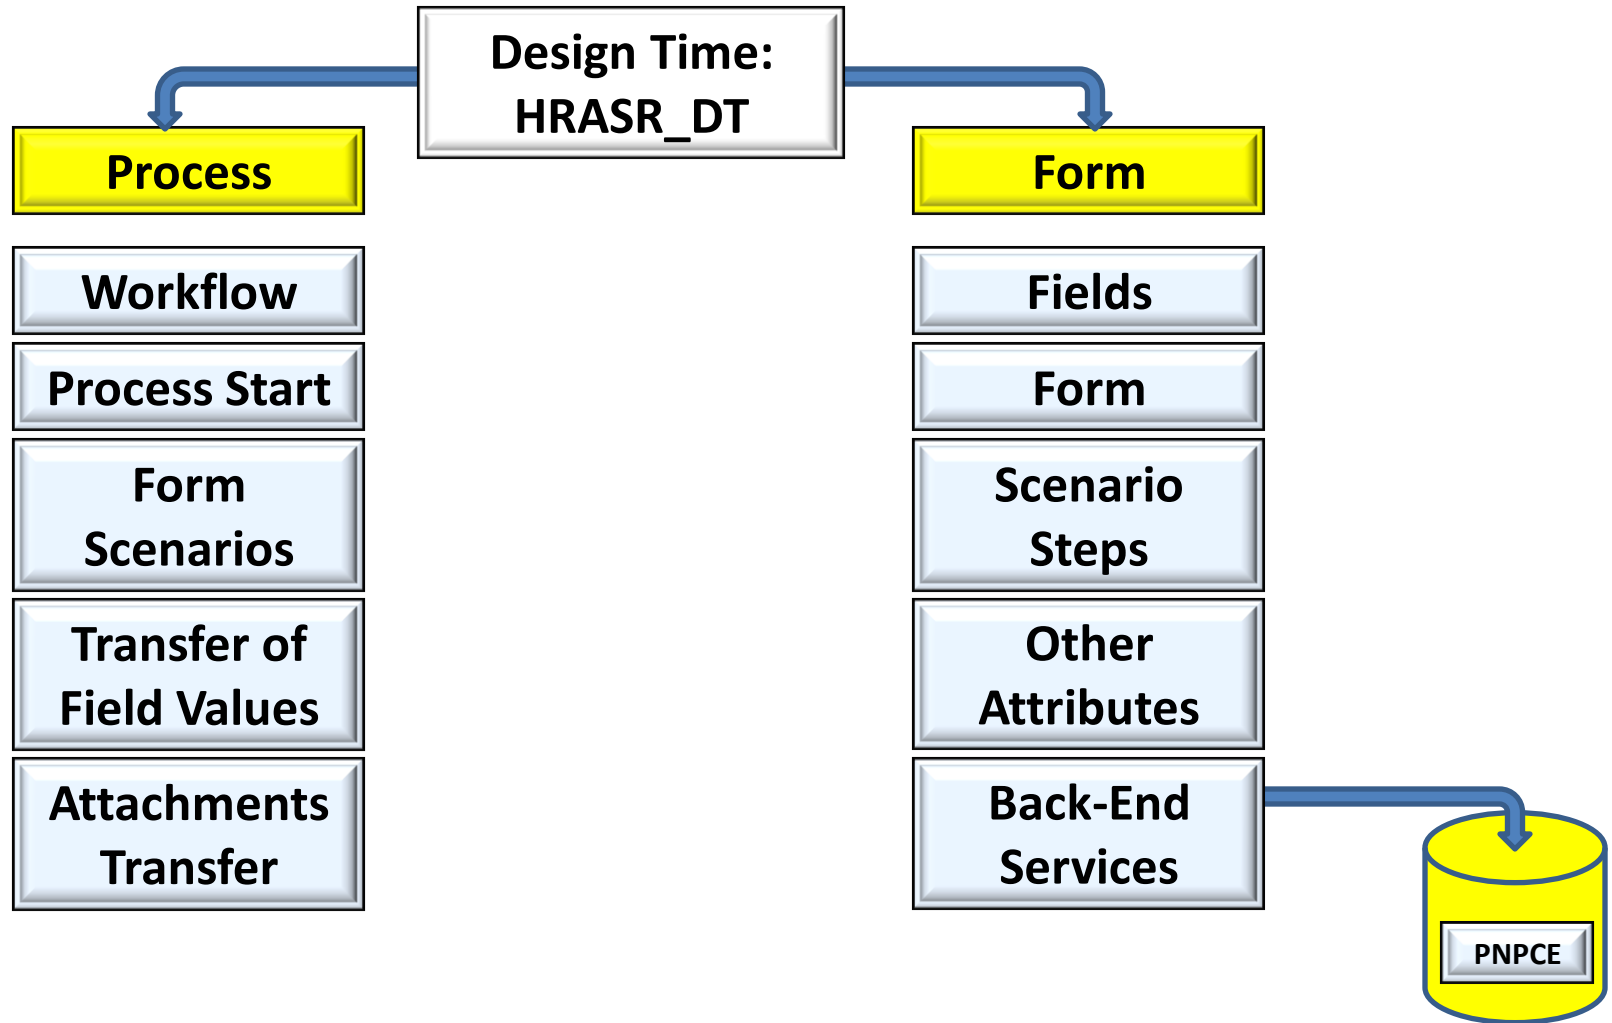 Design Time:
HRASR_DT
Process
Workflow
Process Start
Form
Scenarios
Transfer of
Field Values
Attachments
Transfer
Form
Fields
Form
Scenario
Steps
Other
Attributes
Back-End
Services
PNPCE